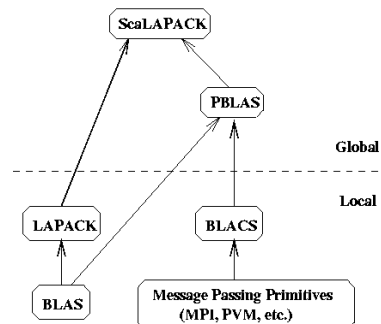 ScaLAPACK
PBLAS
Global
Local
LAPACK
BLACS
BLAS
Message Passing Primitives
(MPI, PVM, etc.)